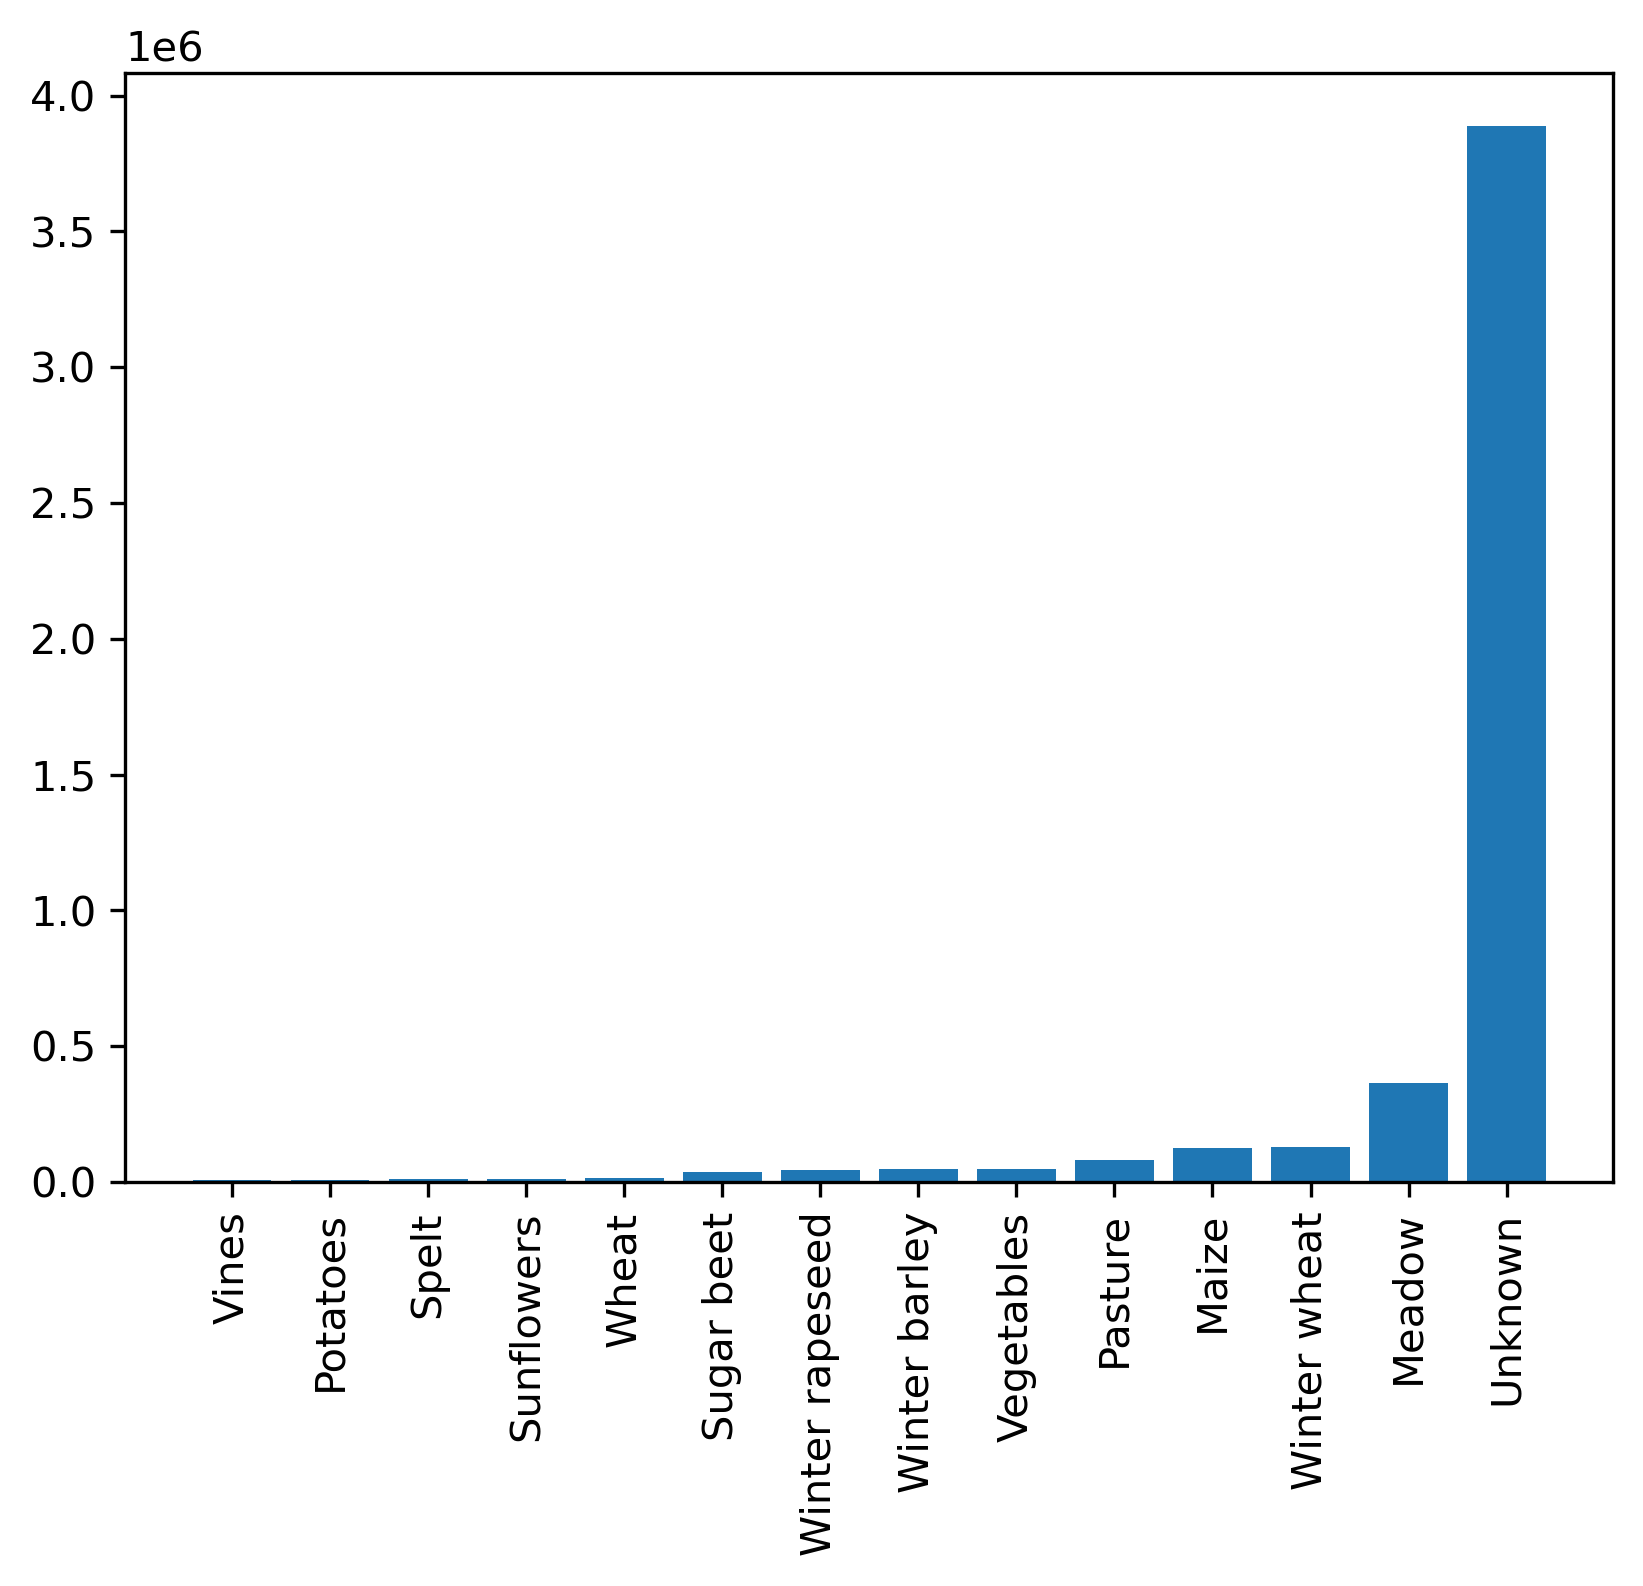 1e6
4.0
3.5
3.0
2.5
2.0
1.5
1.0
0.5
0.0
Vines
Potatoes
Spelt
Sunflowers
Wheat
Sugar beet
Winter rapeseed
Winter barley
Vegetables
Pasture
Maize
Winter wheat
Meadow
Unknown